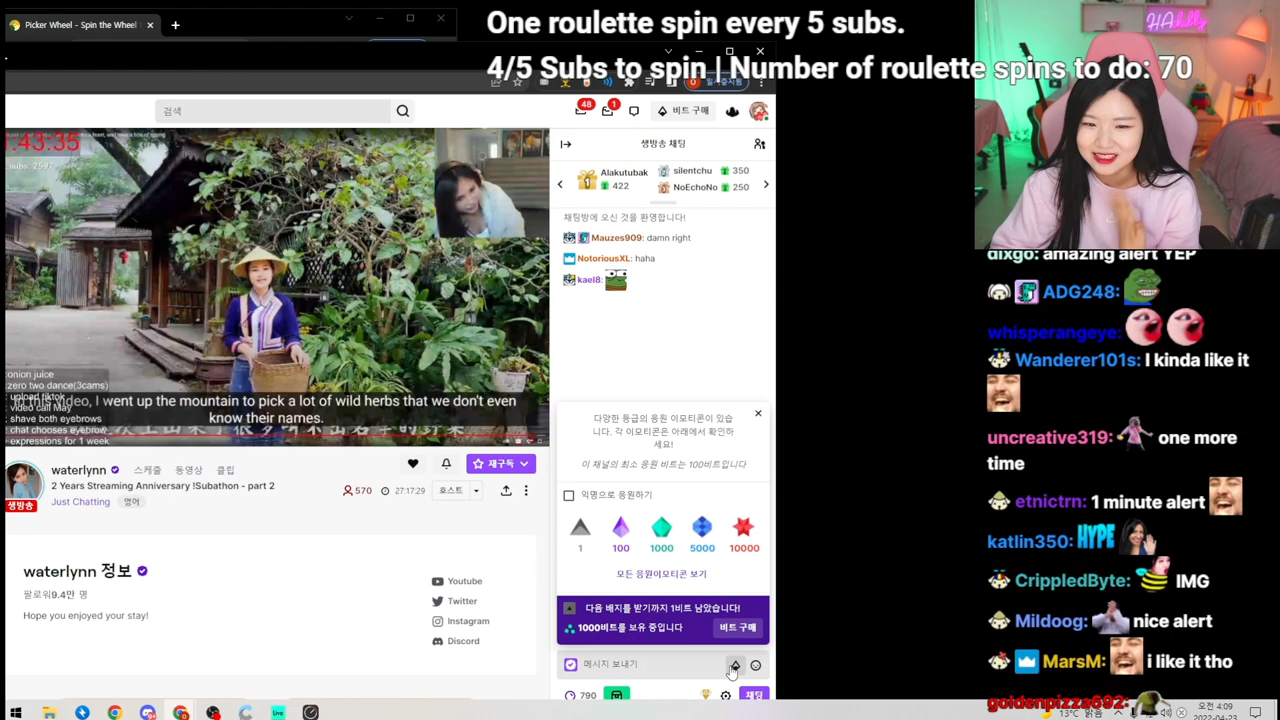 Picker Wheel - Spin the Wheel
One roulette spin every 5 subs.
4/5 Subs to spin | Number of roulette spins to do: 70
HAchubby
검색
48
1
비트 구매
:43:35
생방송 채팅
Alakutubak
422
silentchu 350
NoEchoNo 250
채팅방에 오신 것을 환영합니다!
Mauzes909: damn right
NotoriousXL: haha
kael8:
onion juice
zero two dance(3cams)
upload tiktok
video call May
shave both eyebrows
chat chooses eyebrow
expressions for 1 week
In this video, I went up the mountain to pick a lot of wild herbs that we don't even
know their names.
waterlynn
스케줄 동영상 클립
재구독
2 Years Streaming Anniversary !Subathon - part 2
Just Chatting
영어
생방송
570
27:17:29
호스트
waterlynn 정보
팔로워9.4만 명
Hope you enjoyed your stay!
Youtube
Twitter
Instagram
Discord
다양한 등급의 응원 이모티콘이 있습
니다. 각 이모티콘은 아래에서 확인하
세요!
이 채널의 최소 응원 비트는 100비트입니다
익명으로 응원하기
1 100 1000 5000 10000
모든 응원이모티콘 보기
다음 배지를 받기까지 1비트 남았습니다!
1000비트를 보유 중입니다
비트 구매
메시지 보내기
790
채팅
dixgo: amazing alert YEP
ADG248:
whisperangeye:
Wanderer101s: I kinda like it
uncreative319: one more
time
etnictrn: 1 minute alert
katlin350: HYPE
CrippledByte: IMG
Mildoog: nice alert
MarsM: i like it tho
goldenpizza692:
13°C 맑음
오전 4:09
2022-04-23